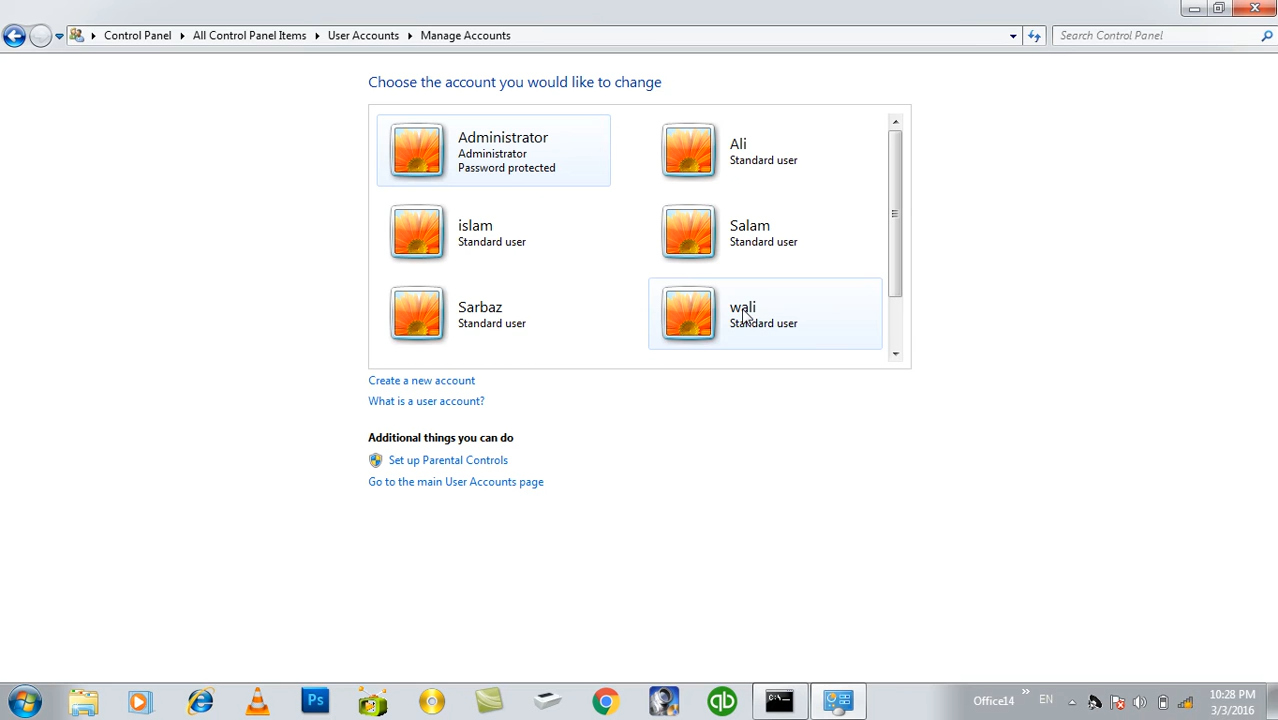 Control Panel All Control Panel Items User Accounts Manage Accounts
Search Control Panel
Choose the account you would like to change
Administrator
Administrator
Password protected
Ali
Standard user
islam
Standard user
Salam
Standard user
Sarbaz
Standard user
wali
Standard user
Create a new account
What is a user account?
Additional things you can do
Set up Parental Controls
Go to the main User Accounts page
Ps
C:\_
qb
Office14 » EN
10:28 PM
3/3/2016